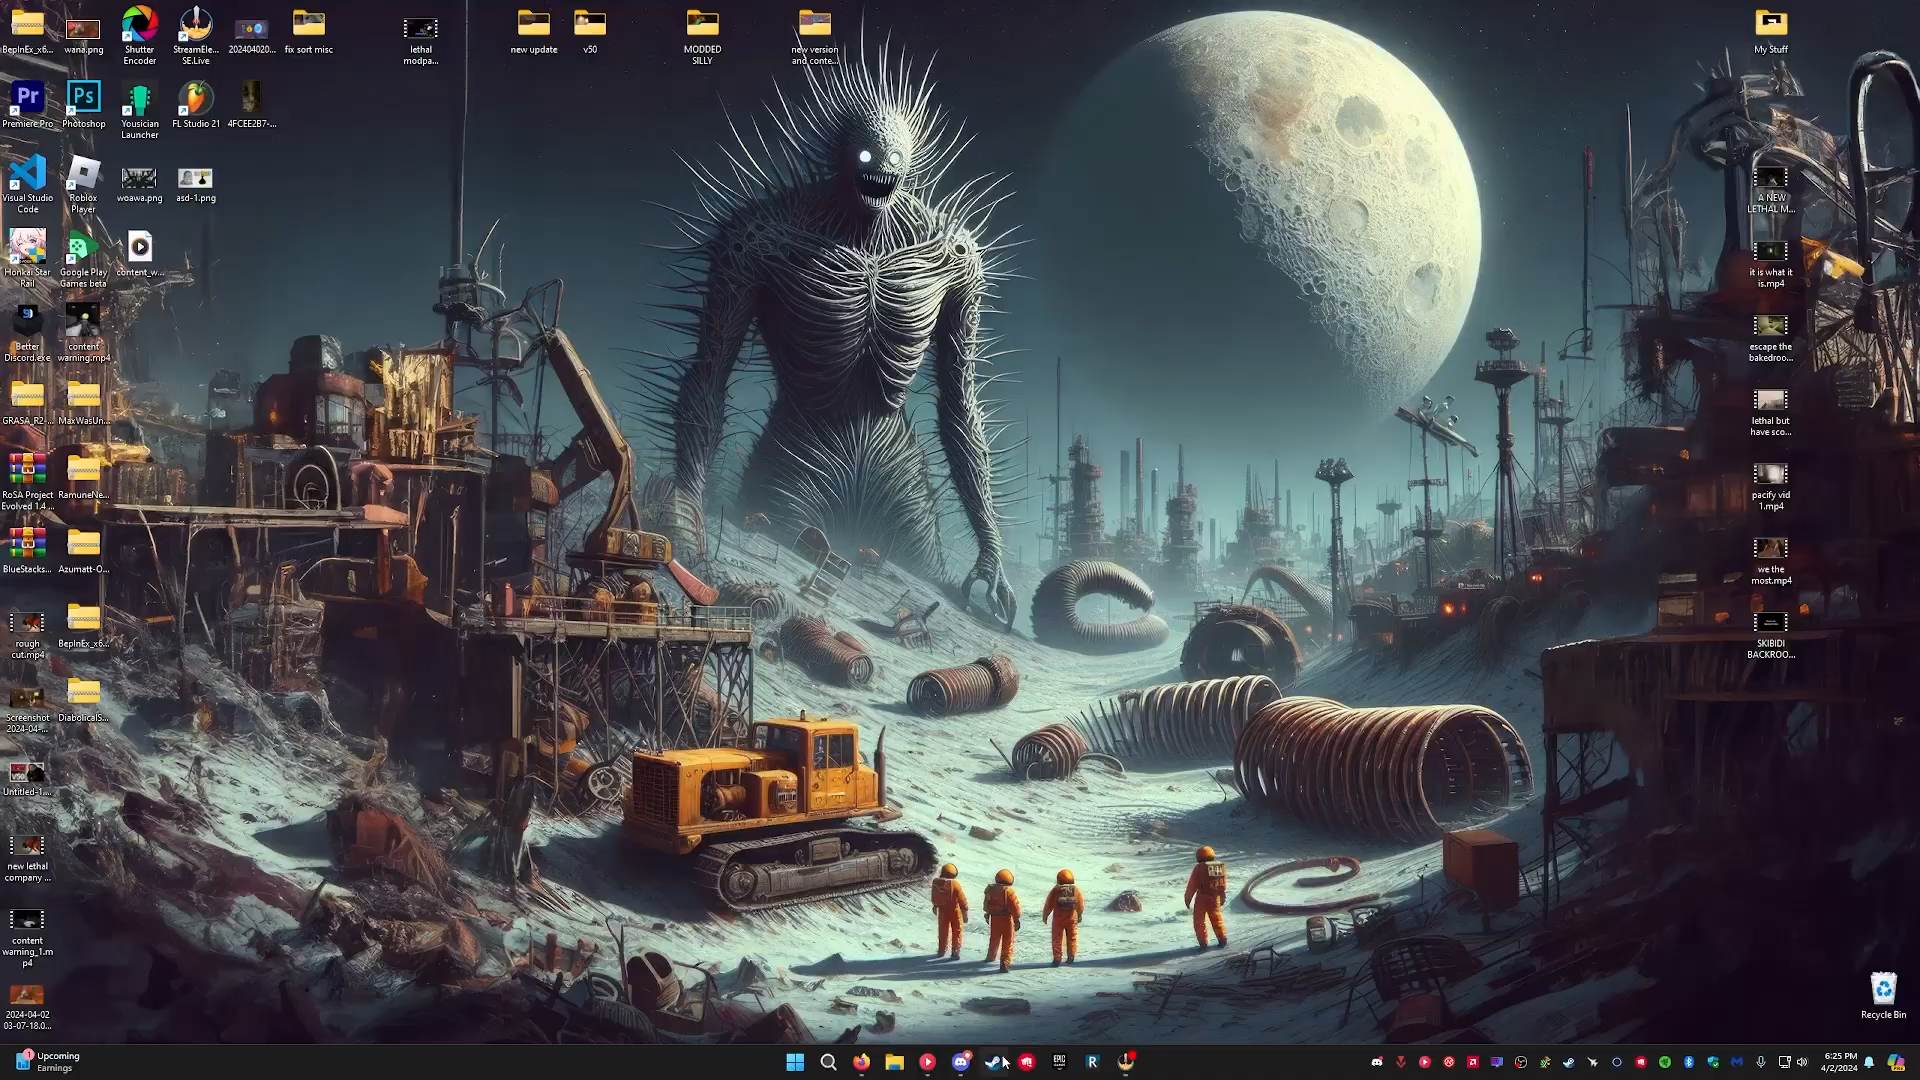 BepInEx_x6...
wana.png
Shutter
Encoder
StreamEle...
SE.Live
202404020...
fix sort misc
lethal
modpa...
new update
v50
MODDED
SILLY
new version
and conte...
My Stuff
Premiere Pro
Photoshop
Yousician
Launcher
FL Studio 21
4FCEE2B7-...
Visual Studio
Code
Roblox
Player
woawa.png
asd-1.png
A NEW
LETHAL M...
Honkai Star
Rail
Google Play
Games beta
content_w...
it is what it
is.mp4
Better
Discord.exe
content
warning.mp4
escape the
bakedroo...
GRASA_R2-...
MaxWasUn...
lethal but
have sco...
RoSA Project
Evolved 1.4 ...
RamuneNe...
pacify vid
1.mp4
BlueStacks...
Azumatt-O...
we the
most.mp4
rough
cut.mp4
BepInEx_x6...
SKIBIDI
BACKROO...
Screenshot
2024-04-...
DiabolicalS...
Untitled-1....
new lethal
company ...
content
warning_1.m
p4
2024-04-02
03-07-18.0...
Recycle Bin
Upcoming
Earnings
6:25 PM
4/2/2024